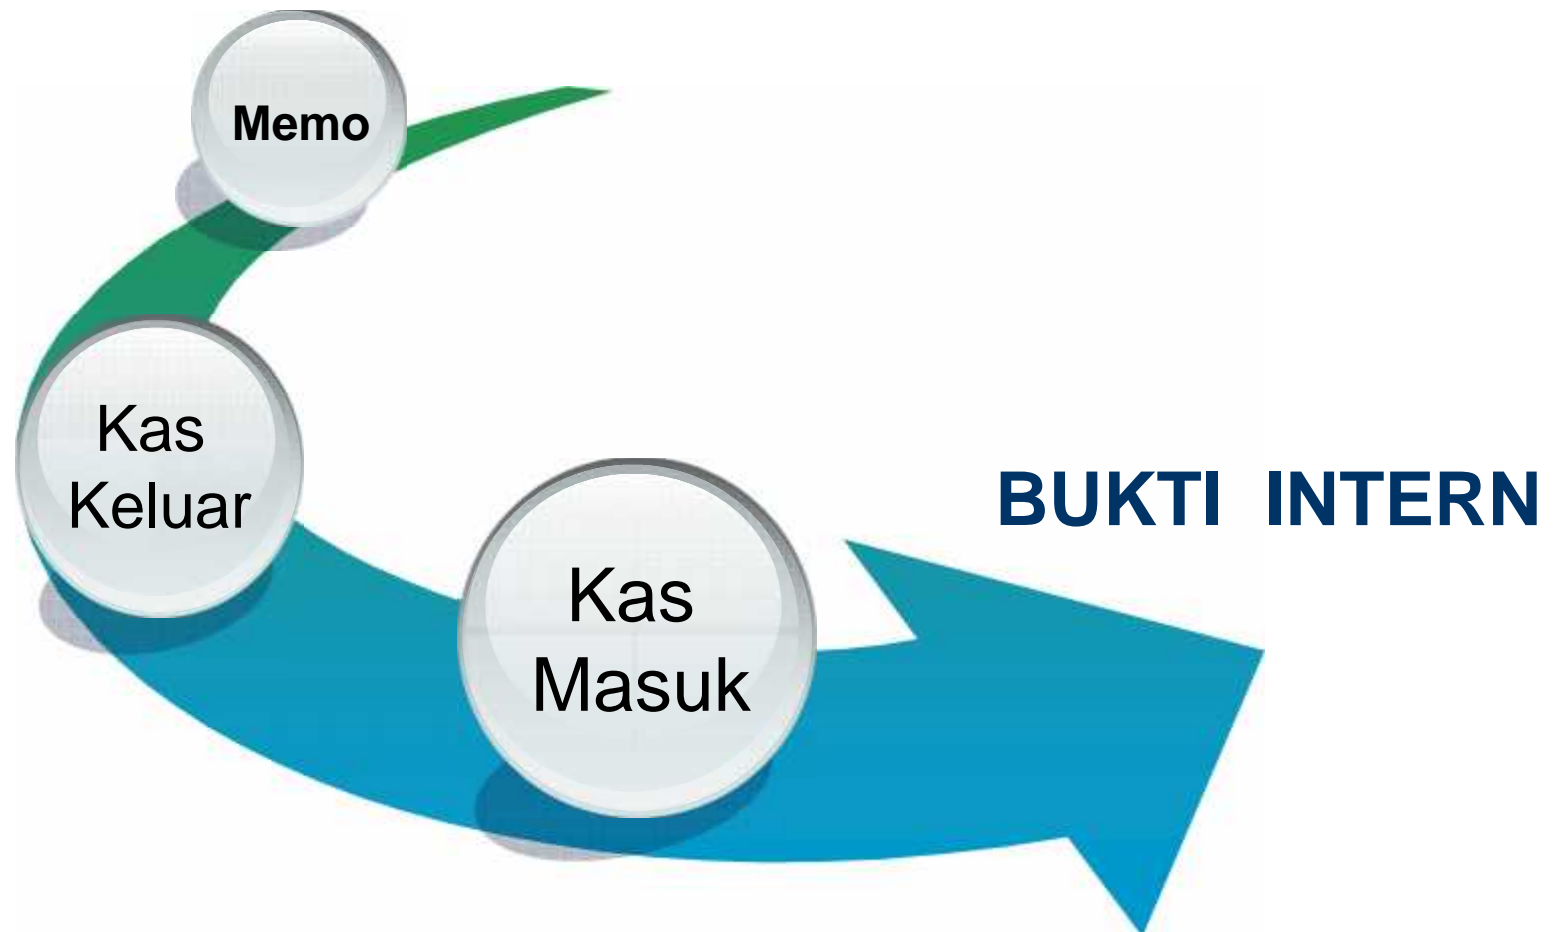 Memo
Kas
Keluar
Kas
Masuk
BUKTI INTERN